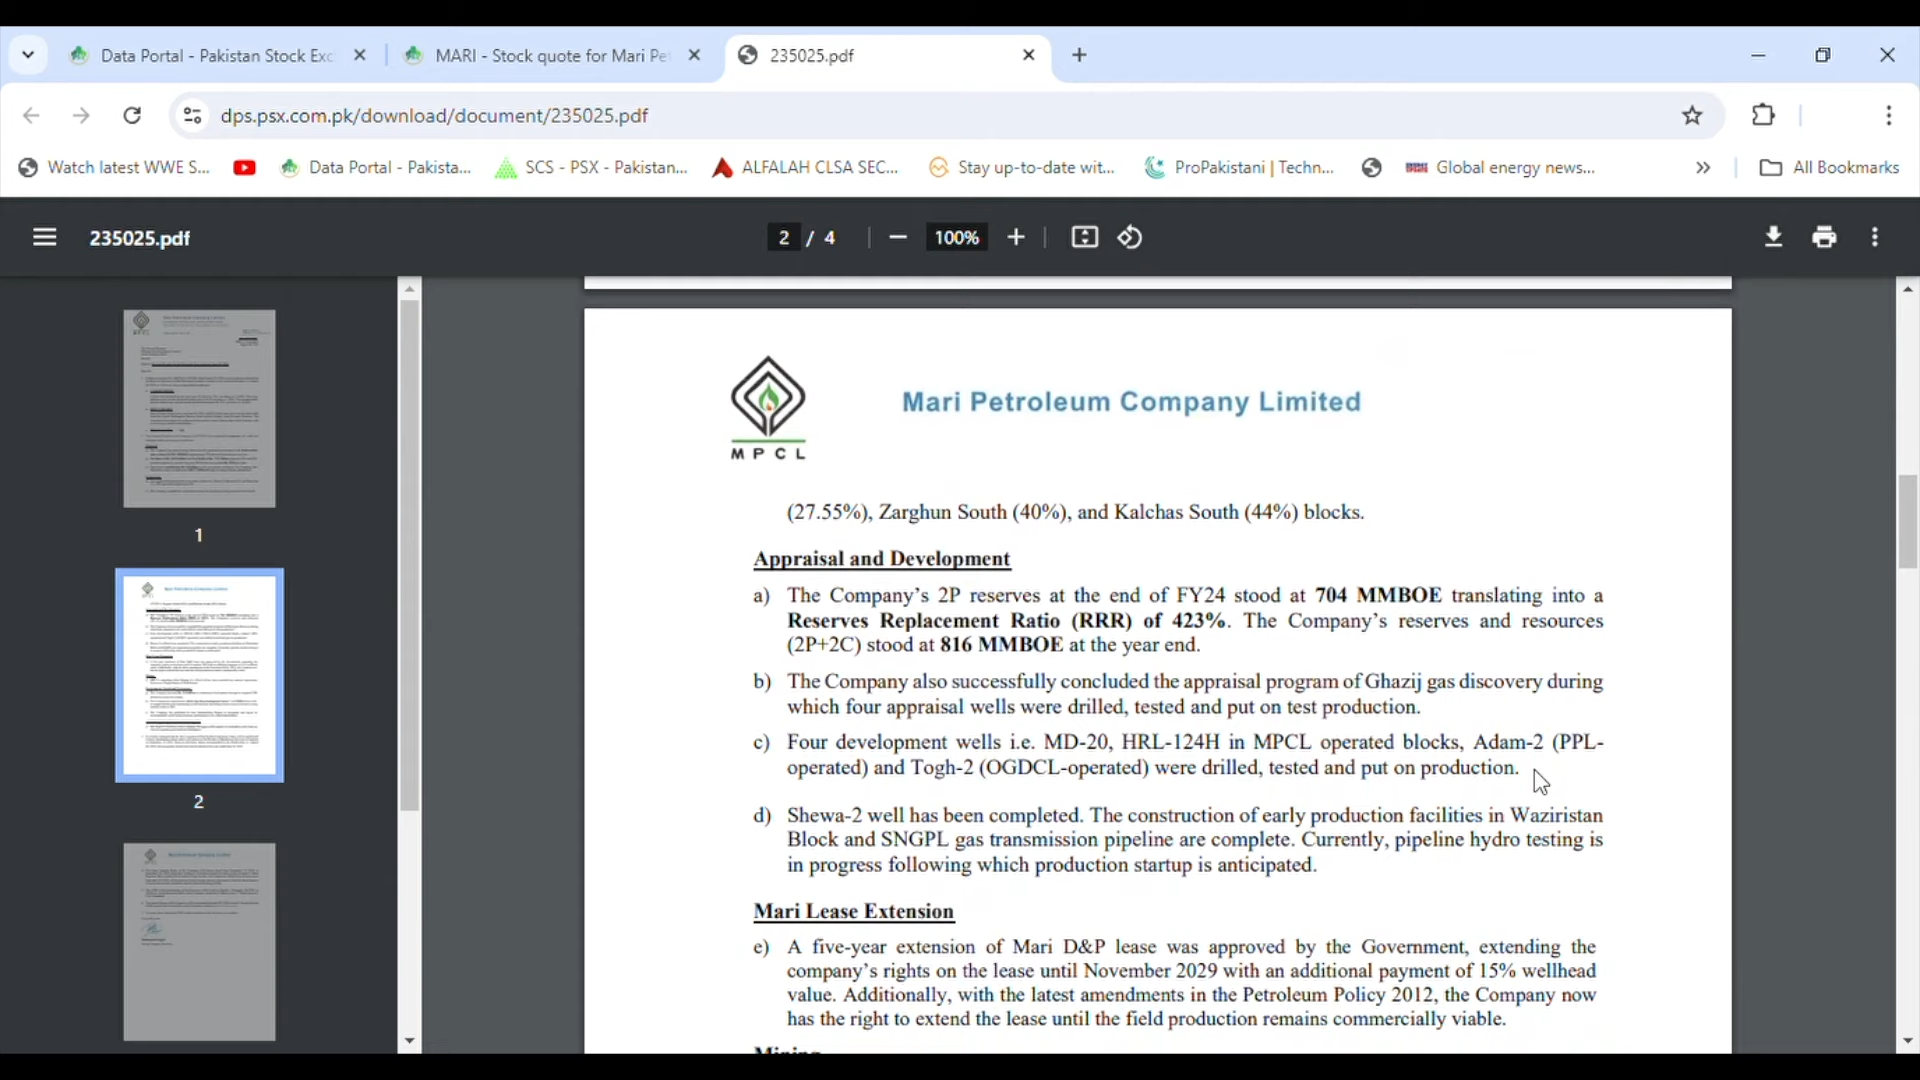 Data Portal - Pakistan Stock Exc
MARI - Stock quote for Mari Pe
235025.pdf
dps.psx.com.pk/download/document/235025.pdf
Watch latest WWE S...
Data Portal - Pakista...
SCS - PSX - Pakistan...
ALFALAH CLSA SEC...
Stay up-to-date wit...
ProPakistani | Techn...
Global energy news...
All Bookmarks
235025.pdf
2 / 4
100%
1
2
MPCL
Mari Petroleum Company Limited
(27.55%), Zarghun South (40%), and Kalchas South (44%) blocks.
Appraisal and Development
a) The Company's 2P reserves at the end of FY24 stood at 704 MMBOE translating into a
Reserves Replacement Ratio (RRR) of 423%. The Company's reserves and resources
(2P+2C) stood at 816 MMBOE at the year end.
b) The Company also successfully concluded the appraisal program of Ghazij gas discovery during
which four appraisal wells were drilled, tested and put on test production.
c) Four development wells i.e. MD-20, HRL-124H in MPCL operated blocks, Adam-2 (PPL-
operated) and Togh-2 (OGDCL-operated) were drilled, tested and put on production.
d) Shewa-2 well has been completed. The construction of early production facilities in Waziristan
Block and SNGPL gas transmission pipeline are complete. Currently, pipeline hydro testing is
in progress following which production startup is anticipated.
Mari Lease Extension
e) A five-year extension of Mari D&P lease was approved by the Government, extending the
company's rights on the lease until November 2029 with an additional payment of 15% wellhead
value. Additionally, with the latest amendments in the Petroleum Policy 2012, the Company now
has the right to extend the lease until the field production remains commercially viable.
Mining